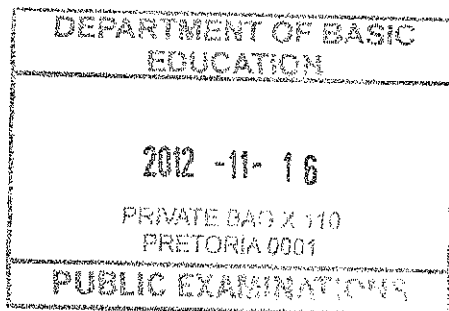 DEPARTMENT OF BASIC
EDUCATION
2012 -11- 16
PRIVATE BAG X 110
PRETORIA 0001
PUBLIC EXAMINATIONS